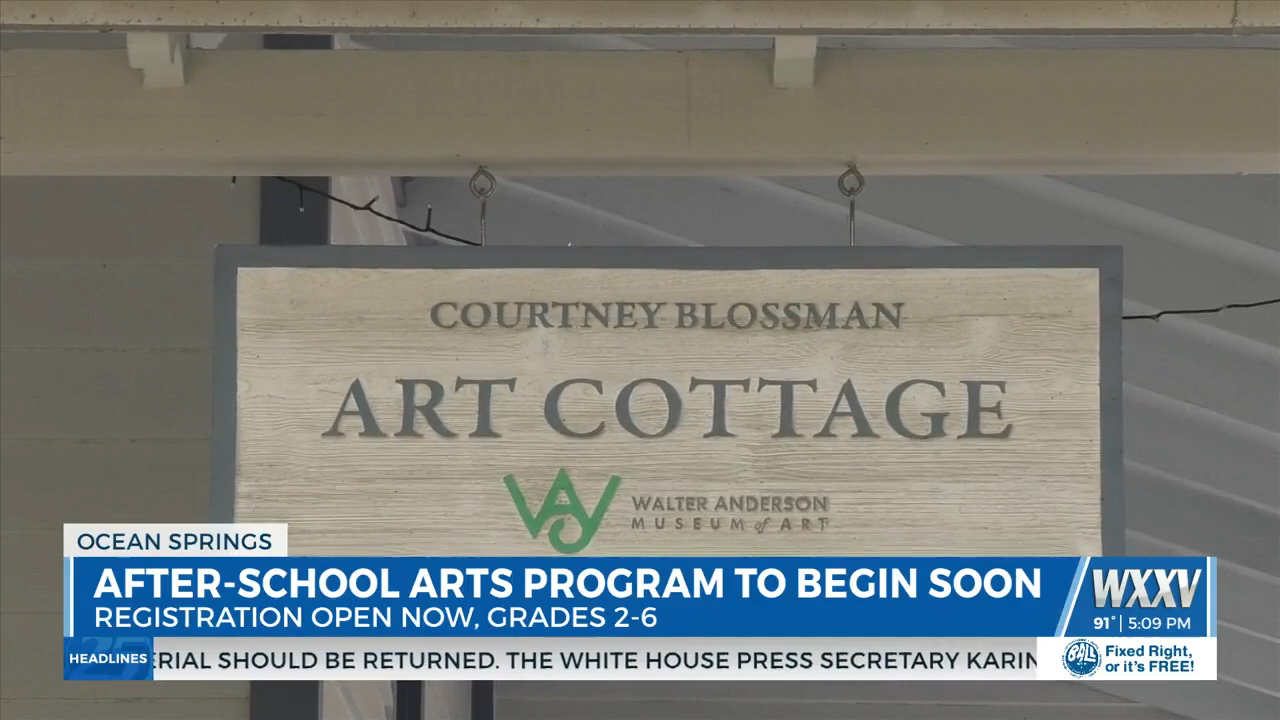 COURTNEY BLOSSMAN
ART COTTAGE
WALTER ANDERSON
MUSEUM of ART
OCEAN SPRINGS
AFTER-SCHOOL ARTS PROGRAM TO BEGIN SOON
REGISTRATION OPEN NOW, GRADES 2-6
WXXV
91° | 5:09 PM
HEADLINES
ERIAL SHOULD BE RETURNED. THE WHITE HOUSE PRESS SECRETARY KARIN
Fixed Right,
or it's FREE!